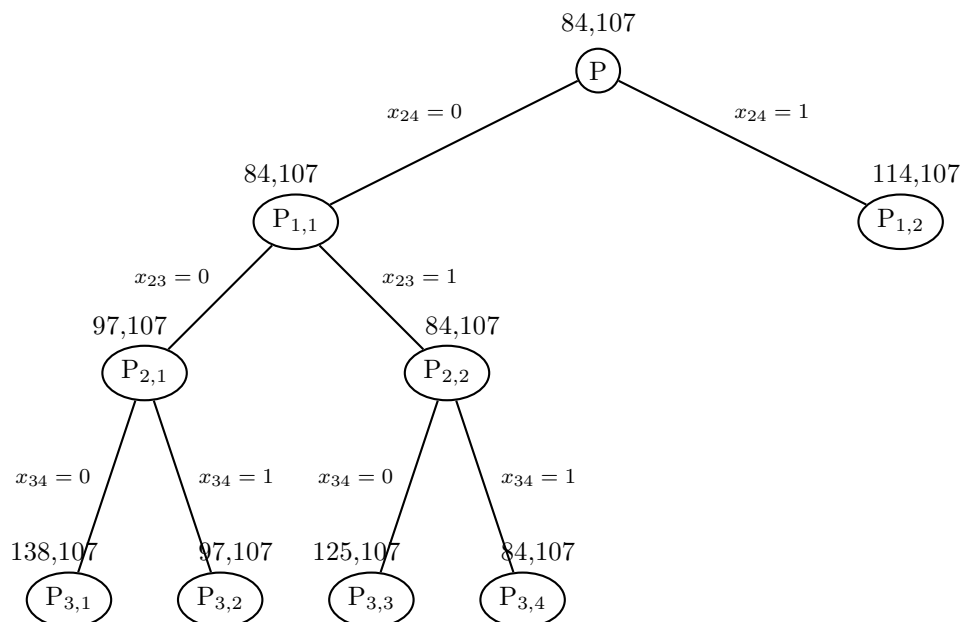 84,107
P
x₂₄ = 0
x₂₄ = 1
84,107
114,107
P₁,₁
P₁,₂
x₂₃ = 0
x₂₃ = 1
97,107
84,107
P₂,₁
P₂,₂
x₃₄ = 0
x₃₄ = 1
x₃₄ = 0
x₃₄ = 1
138,107
97,107
125,107
84,107
P₃,₁
P₃,₂
P₃,₃
P₃,₄